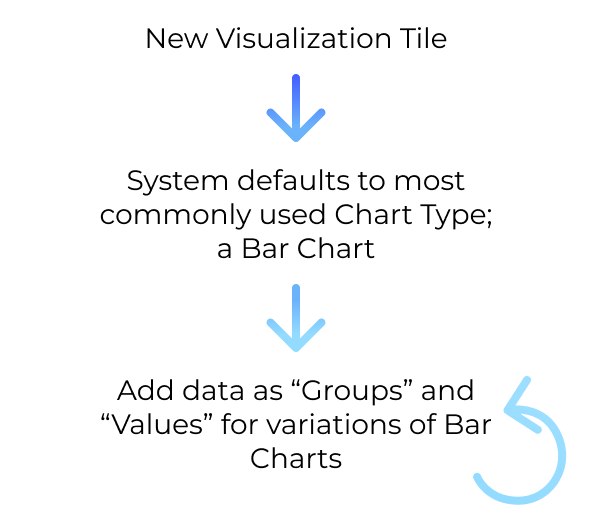 New Visualization Tile
System defaults to most
commonly used Chart Type;
a Bar Chart
Add data as “Groups” and
“Values” for variations of Bar
Charts